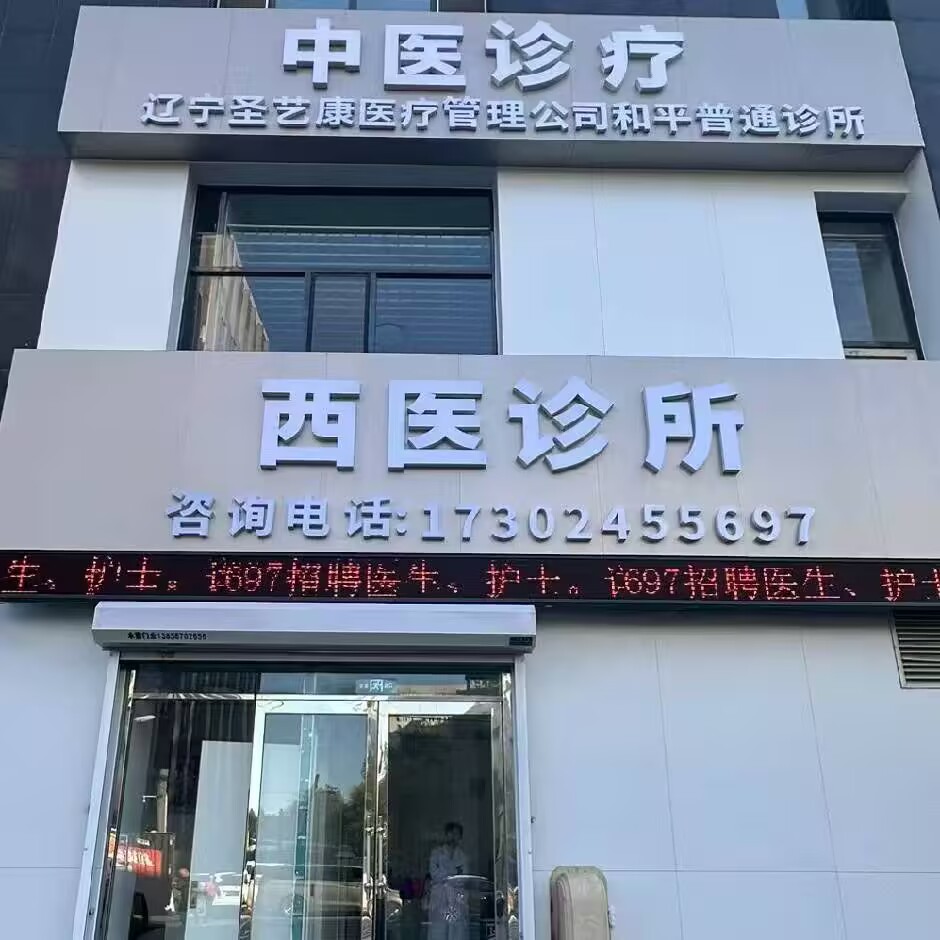 中医诊疗
辽宁圣艺康医疗管理公司和平普通诊所
西医诊所
咨询电话:17302455697
生、护士。 697招聘医生、护士。 697招聘医生、护士